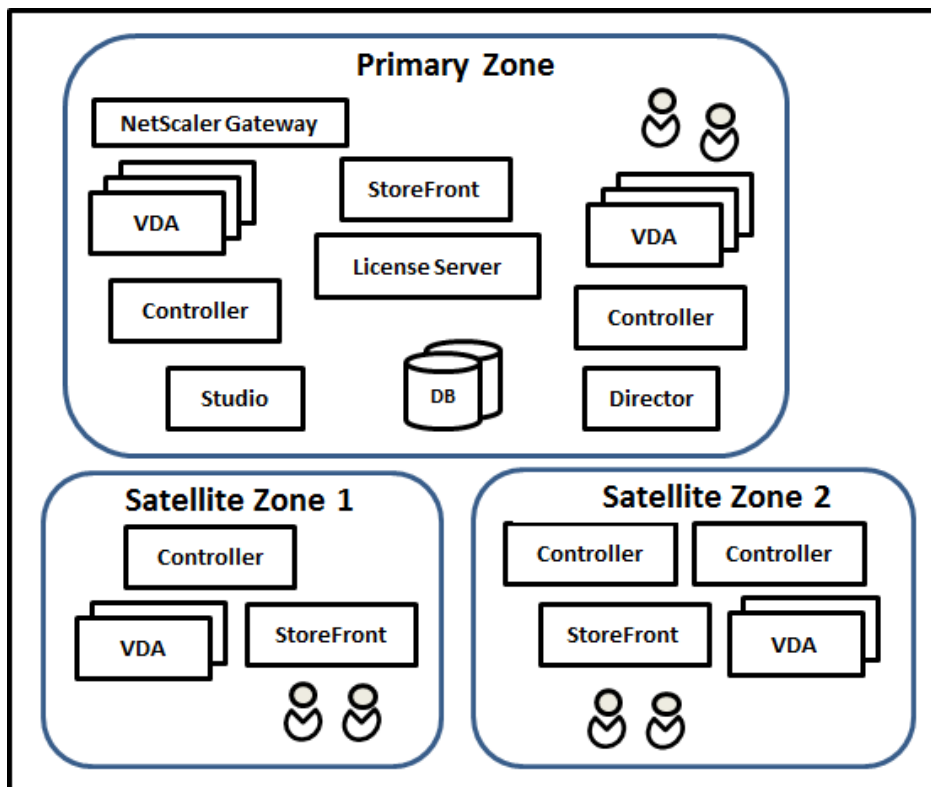 Primary Zone
NetScaler Gateway
StoreFront
VDA
VDA
License Server
Controller
Controller
Studio
DB
Director
Satellite Zone 1
Controller
VDA
StoreFront
Satellite Zone 2
Controller
Controller
StoreFront
VDA